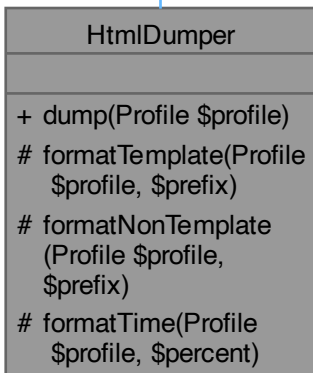 HtmlDumper
+ dump(Profile $profile)
# formatTemplate(Profile
$profile, $prefix)
# formatNonTemplate
(Profile $profile,
$prefix)
# formatTime(Profile
$profile, $percent)